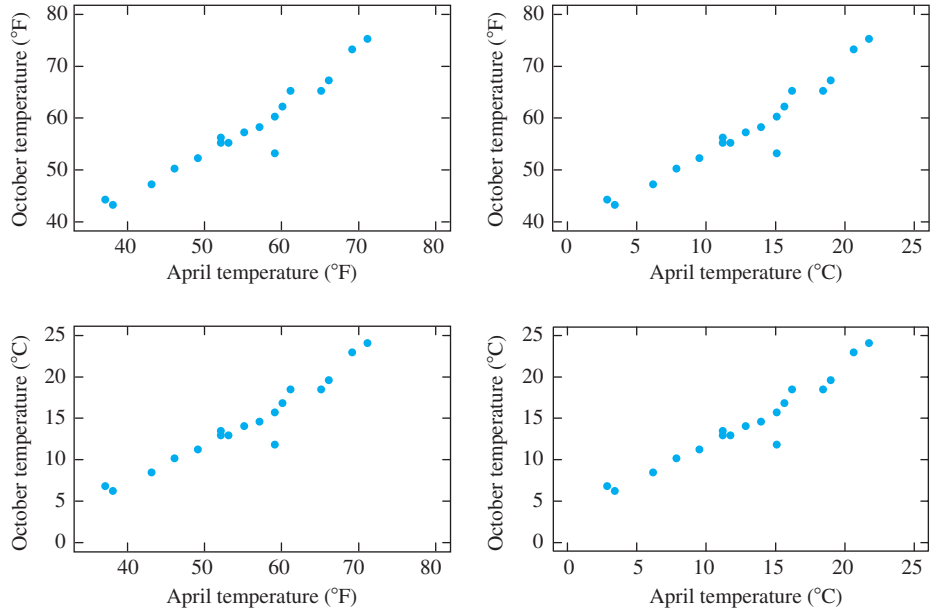 October temperature (°F)
80
70
60
50
40
40 50 60 70 80
April temperature (°F)
October temperature (°F)
80
70
60
50
40
0 5 10 15 20 25
April temperature (°C)
October temperature (°C)
25
20
15
10
5
0
40 50 60 70 80
April temperature (°F)
October temperature (°C)
25
20
15
10
5
0
0 5 10 15 20 25
April temperature (°C)